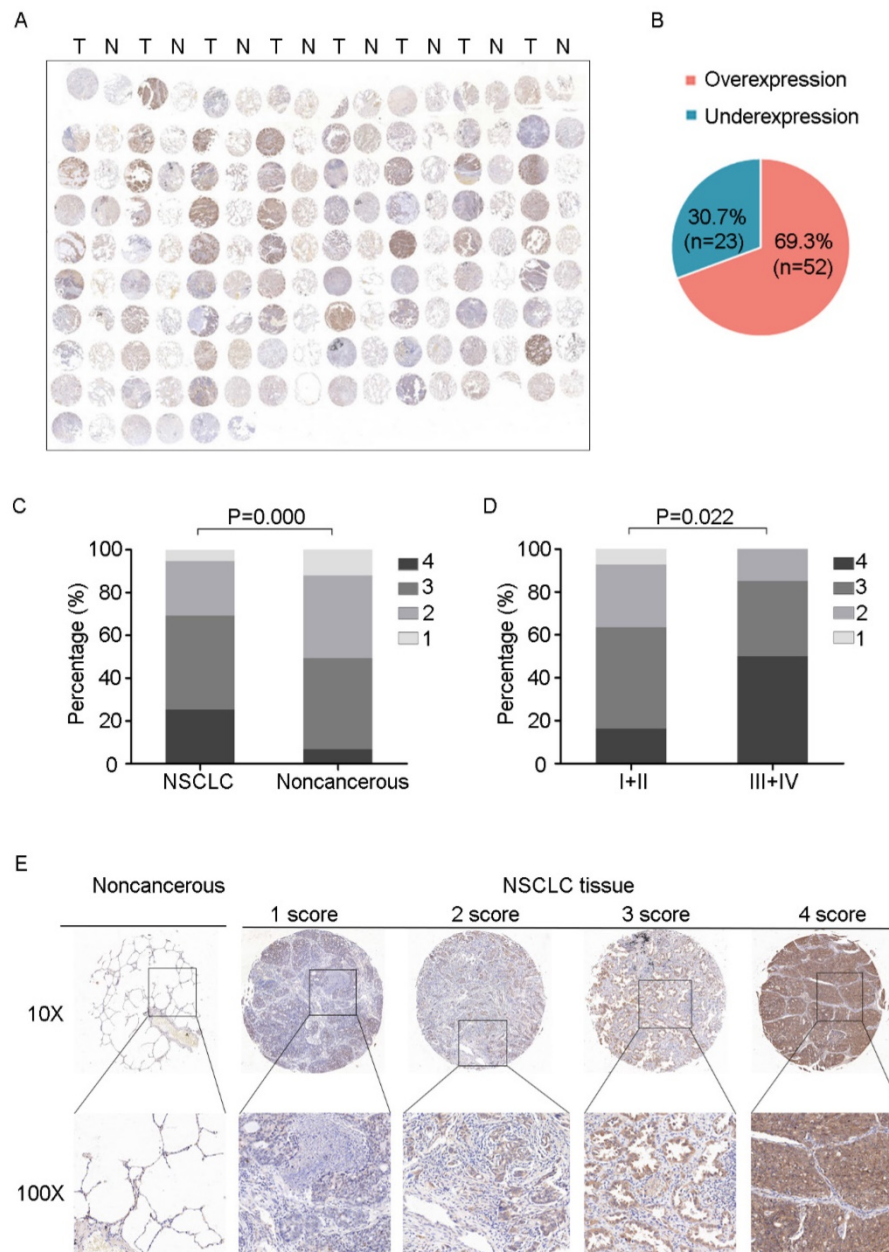 A
T N T N T N T N T N T N T N T N
B
Overexpression
Underexpression
30.7%
(n=23)
69.3%
(n=52)
C
P=0.000
Percentage (%)
100
80
60
40
20
0
NSCLC
Noncancerous
4
3
2
1
D
P=0.022
Percentage (%)
100
80
60
40
20
0
I+II
III+IV
4
3
2
1
E
Noncancerous
NSCLC tissue
1 score
2 score
3 score
4 score
10X
100X